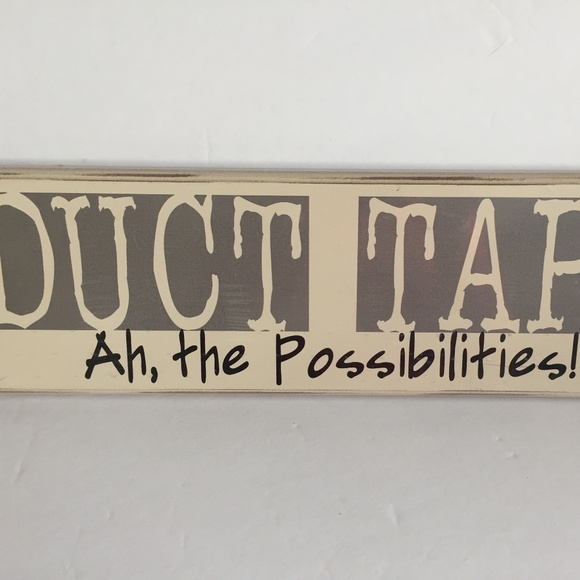 DUCT TAP
Ah, the Possibilities!